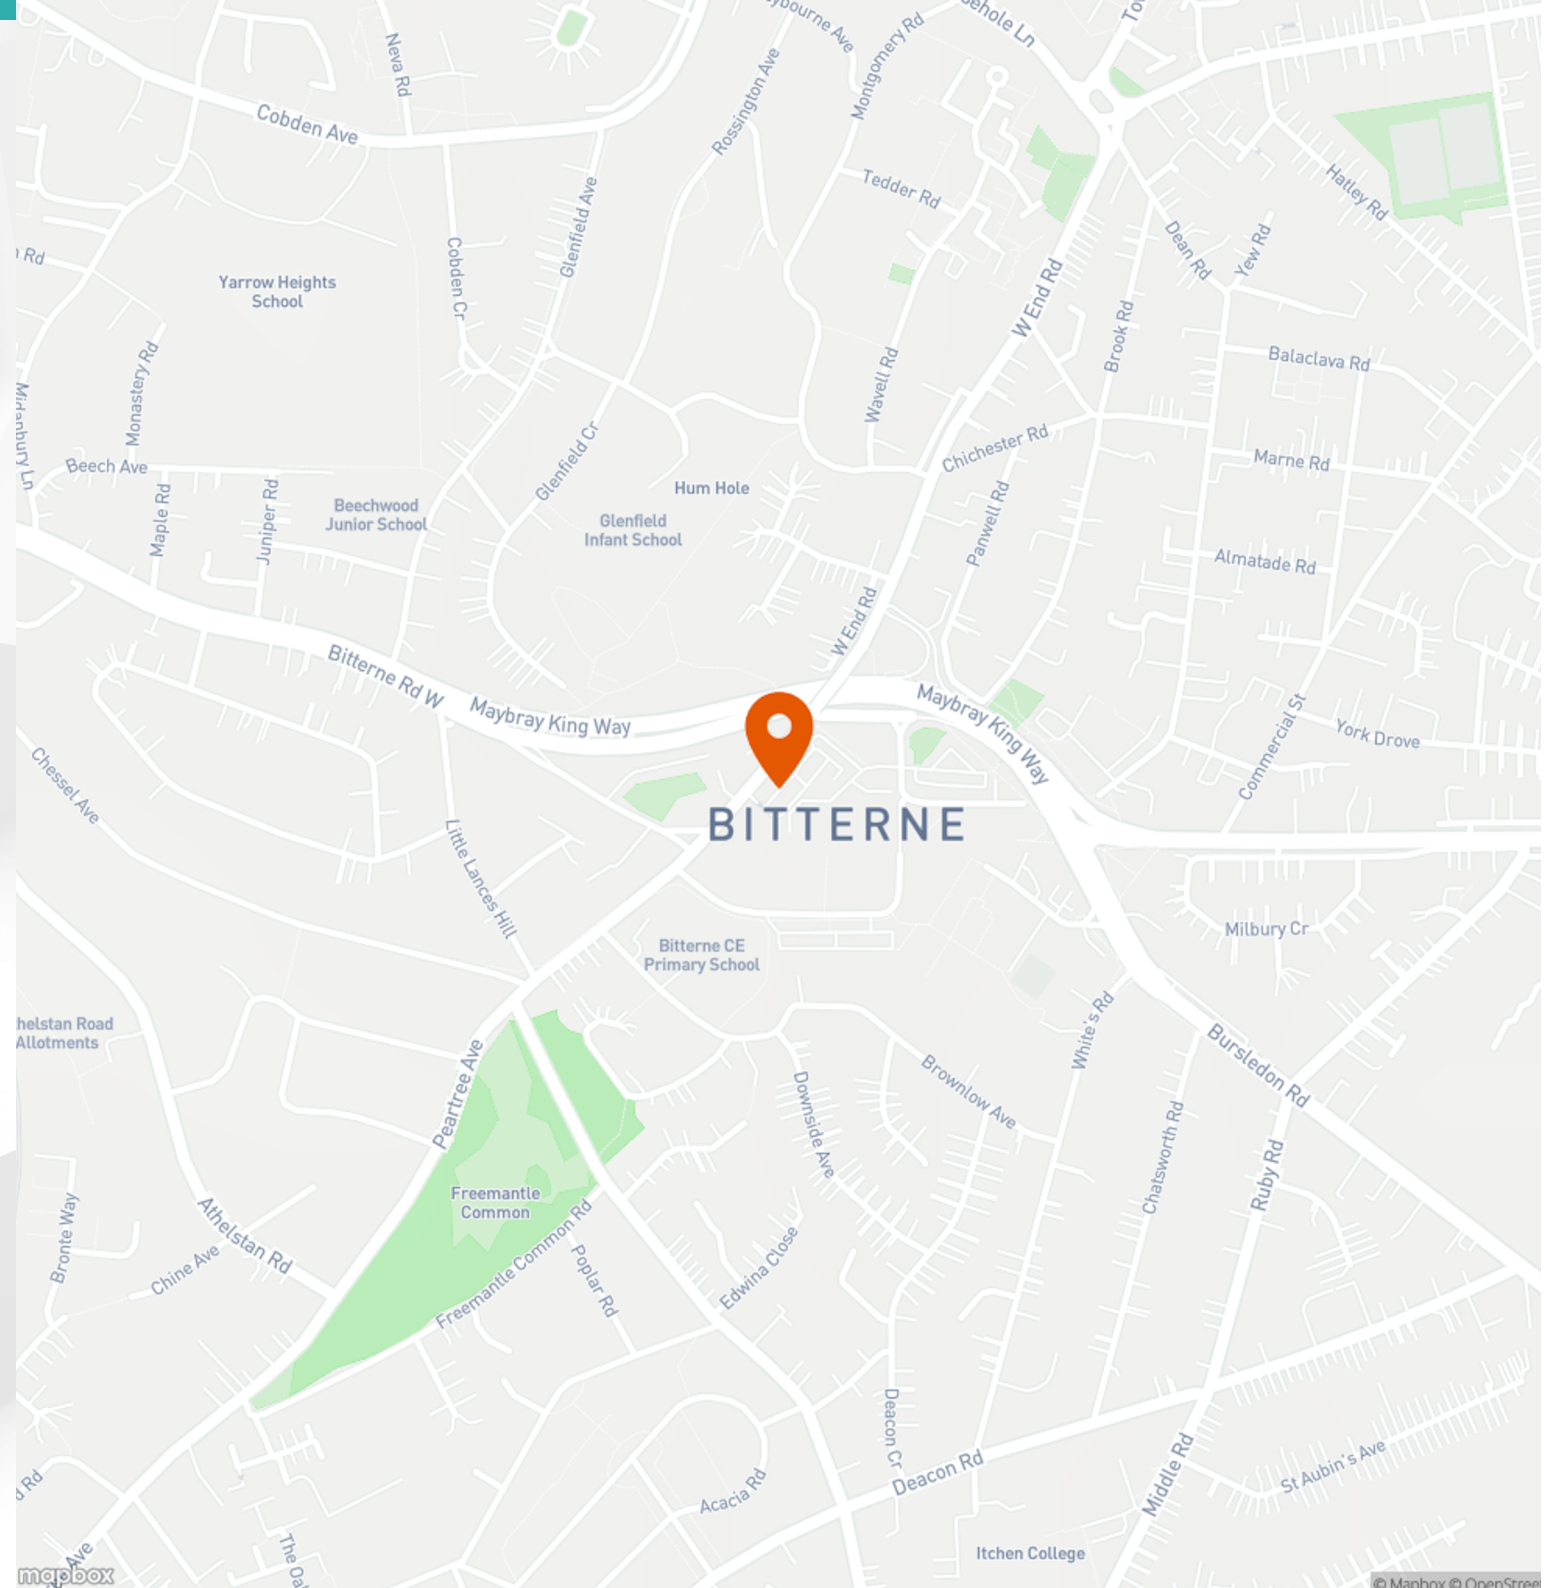 Neva Rd
Cobden Ave
Rossington Ave
Montgomery Rd
Tedder Rd
Hatley Rd
Dean Rd
Yew Rd
Glenfield Ave
Cobden Cr
Yarrow Heights
School
W End Rd
Brook Rd
Balaclava Rd
Monastery Rd
Wavell Rd
Midanbury Ln
Beech Ave
Maple Rd
Juniper Rd
Glenfield Cr
Chichester Rd
Marne Rd
Beechwood
Junior School
Hum Hole
Glenfield
Infant School
Panwell Rd
Almatade Rd
W End Rd
Bitterne Rd W
Maybray King Way
Maybray King Way
Commercial St
York Drove
Chessel Ave
BITTERNE
Little Lances Hill
Bitterne CE
Primary School
Milbury Cr
helstan Road
Allotments
White's Rd
Bursledon Rd
Peartree Ave
Brownlow Ave
Downside Ave
Chatsworth Rd
Ruby Rd
Freemantle
Common
Bronte Way
Athelstan Rd
Chine Ave
Freemantle Common Rd
Poplar Rd
Edwina Close
Deacon Cr
Deacon Rd
Middle Rd
St Aubin's Ave
Acacia Rd
Itchen College
mapbox
© Mapbox © OpenStreet